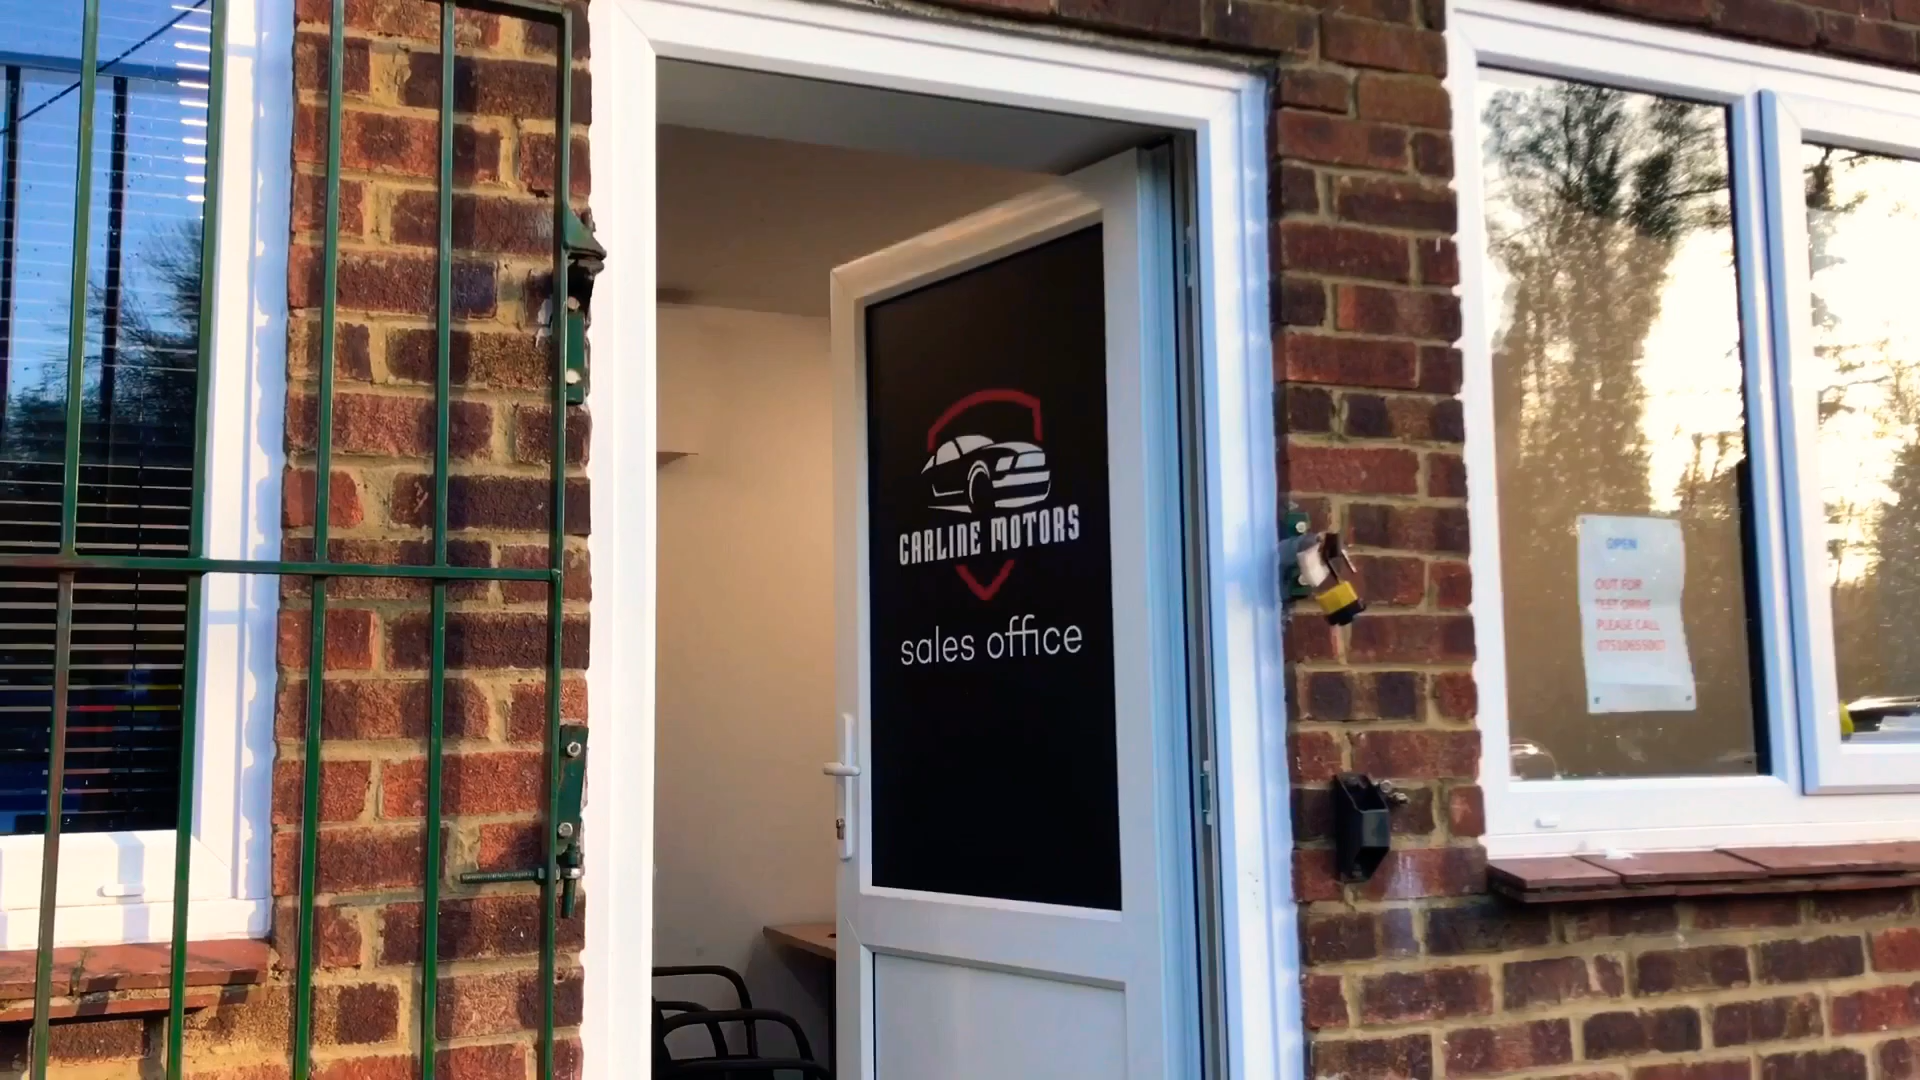 CARLINE MOTORS
sales office
OPEN
OUT FOR
TEST DRIVE
PLEASE CALL